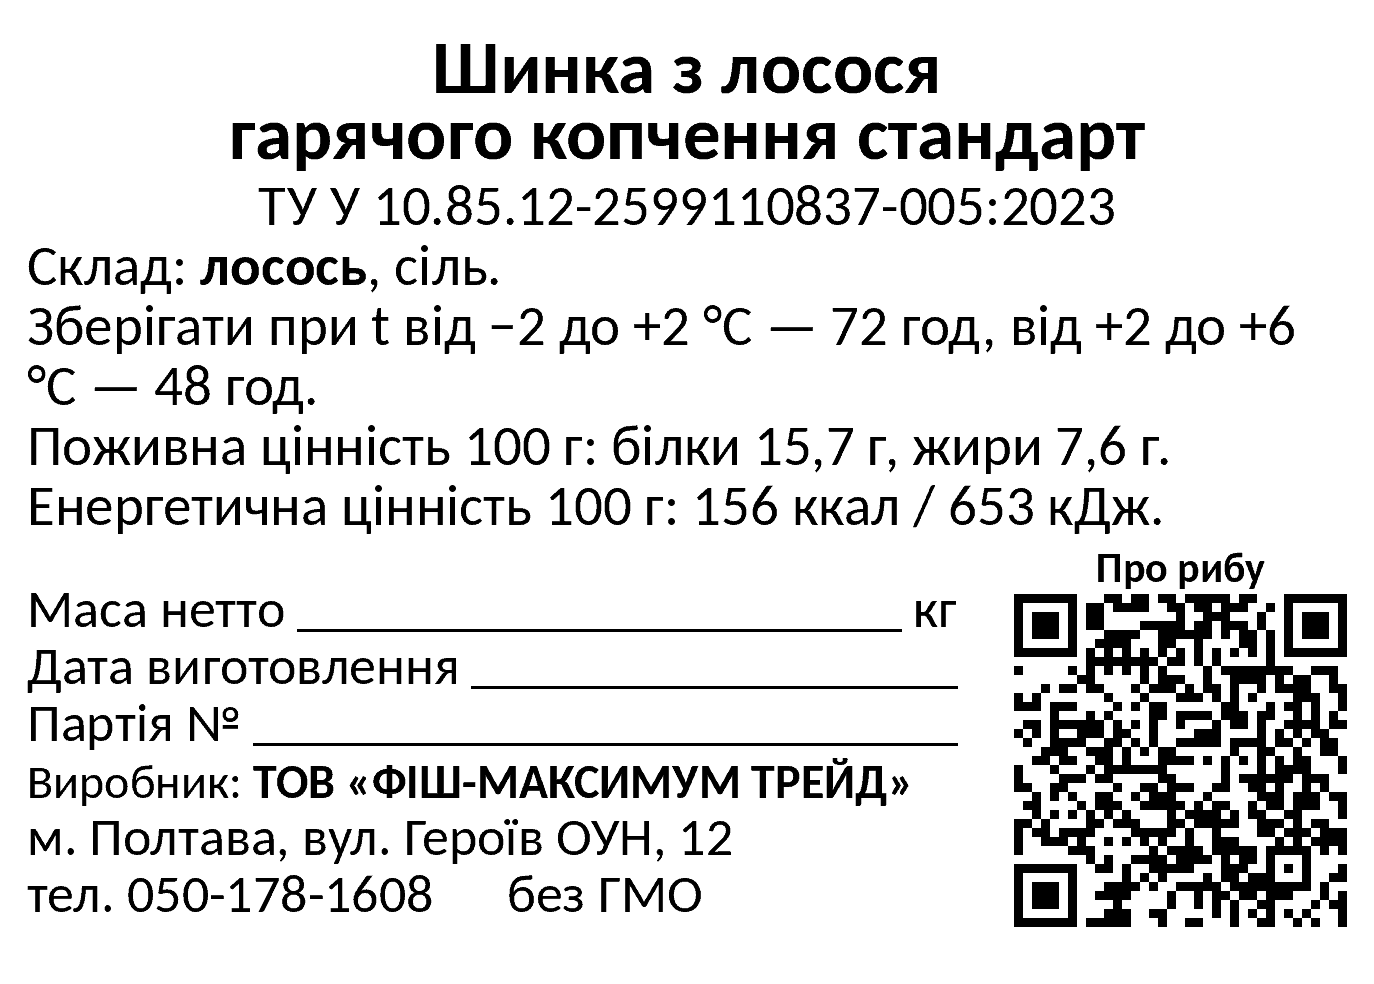 Шинка з лосося
гарячого копчення стандарт
ТУ У 10.85.12-2599110837-005:2023
Склад: лосось, сіль.
Зберігати при t від −2 до +2 °С — 72 год, від +2 до +6
°С — 48 год.
Поживна цінність 100 г: білки 15,7 г, жири 7,6 г.
Енергетична цінність 100 г: 156 ккал / 653 кДж.
Про рибу
Маса нетто ______________________ кг
Дата виготовлення __________________
Партія № __________________________
Виробник: ТОВ «ФІШ-МАКСИМУМ ТРЕЙД»
м. Полтава, вул. Героїв ОУН, 12
тел. 050-178-1608 без ГМО